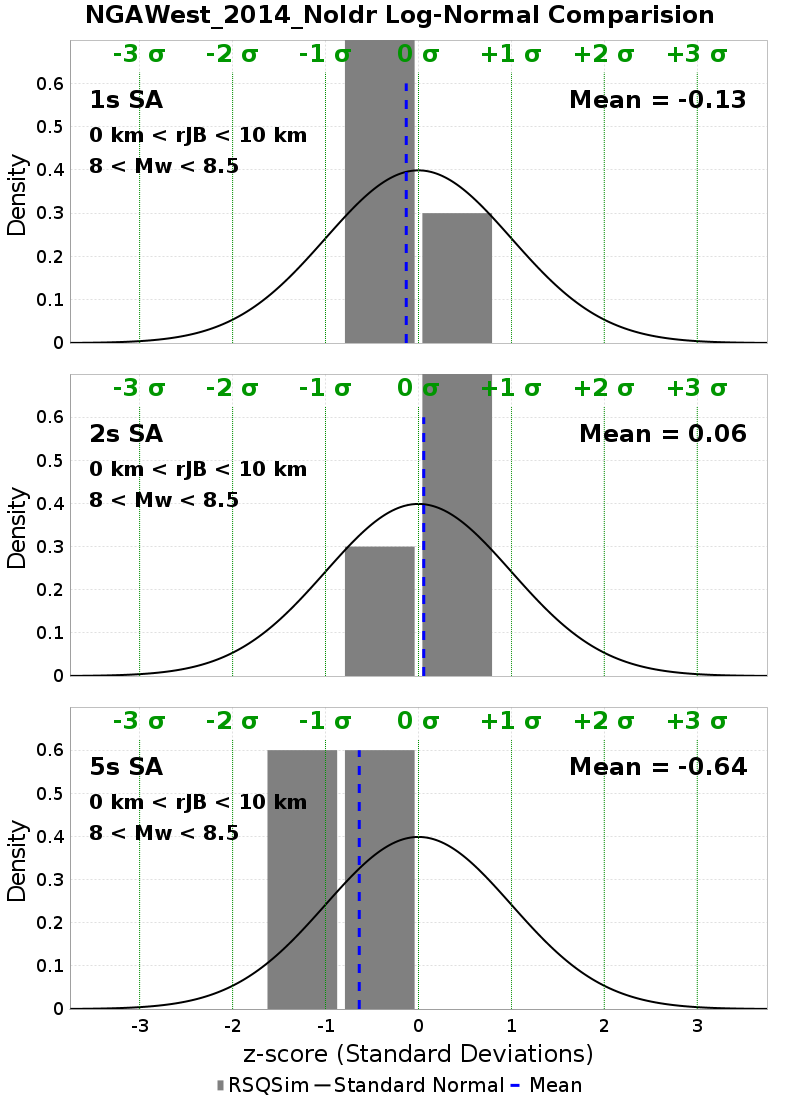 NGAWest_2014_NoIdr Log-Normal Comparision
-3 σ -2 σ -1 σ 0 σ +1 σ +2 σ +3 σ
1s SA
Mean = -0.13
0 km < rJB < 10 km
8 < Mw < 8.5
Density
0.6
0.5
0.4
0.3
0.2
0.1
0
-3 σ -2 σ -1 σ 0 σ +1 σ +2 σ +3 σ
2s SA
Mean = 0.06
0 km < rJB < 10 km
8 < Mw < 8.5
Density
0.6
0.5
0.4
0.3
0.2
0.1
0
-3 σ -2 σ -1 σ 0 σ +1 σ +2 σ +3 σ
5s SA
Mean = -0.64
0 km < rJB < 10 km
8 < Mw < 8.5
Density
0.6
0.5
0.4
0.3
0.2
0.1
0
-3 -2 -1 0 1 2 3
z-score (Standard Deviations)
RSQSim Standard Normal Mean